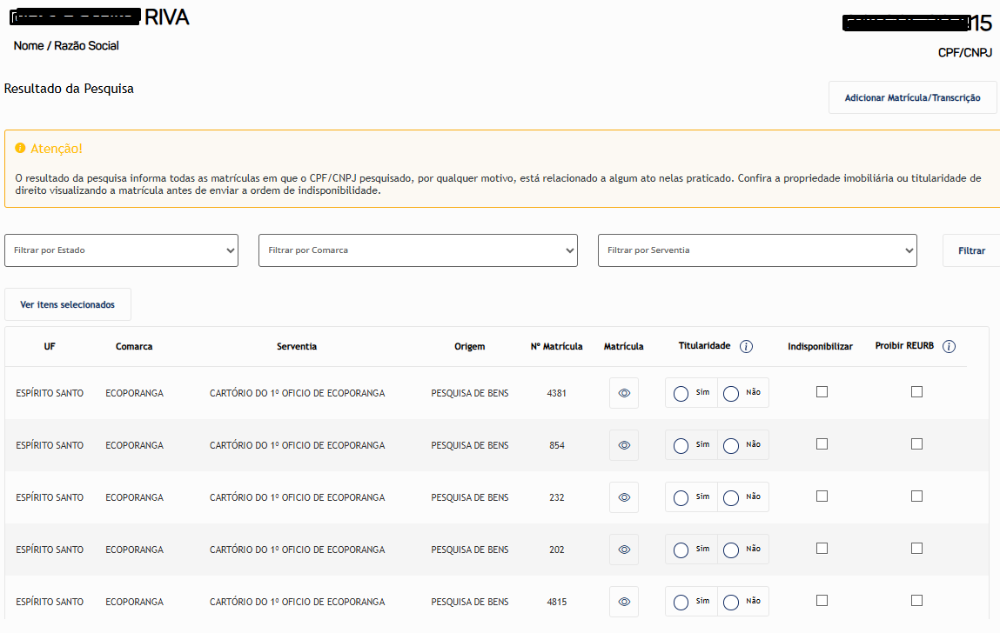 RIVA
15
Nome / Razão Social
CPF/CNPJ
Resultado da Pesquisa
Adicionar Matrícula/Transcrição
Atenção!
O resultado da pesquisa informa todas as matrículas em que o CPF/CNPJ pesquisado, por qualquer motivo, está relacionado a algum ato nelas praticado. Confira a propriedade imobiliária ou titularidade de
direito visualizando a matrícula antes de enviar a ordem de indisponibilidade.
Filtrar por Estado Filtrar por Comarca Filtrar por Serventia Filtrar
Ver itens selecionados
UF Comarca Serventia Origem Nº Matrícula Matrícula Titularidade Indisponibilizar Proibir REURB
ESPÍRITO SANTO ECOPORANGA CARTÓRIO DO 1º OFICIO DE ECOPORANGA PESQUISA DE BENS 4381 Sim Não
ESPÍRITO SANTO ECOPORANGA CARTÓRIO DO 1º OFICIO DE ECOPORANGA PESQUISA DE BENS 854 Sim Não
ESPÍRITO SANTO ECOPORANGA CARTÓRIO DO 1º OFICIO DE ECOPORANGA PESQUISA DE BENS 232 Sim Não
ESPÍRITO SANTO ECOPORANGA CARTÓRIO DO 1º OFICIO DE ECOPORANGA PESQUISA DE BENS 202 Sim Não
ESPÍRITO SANTO ECOPORANGA CARTÓRIO DO 1º OFICIO DE ECOPORANGA PESQUISA DE BENS 4815 Sim Não